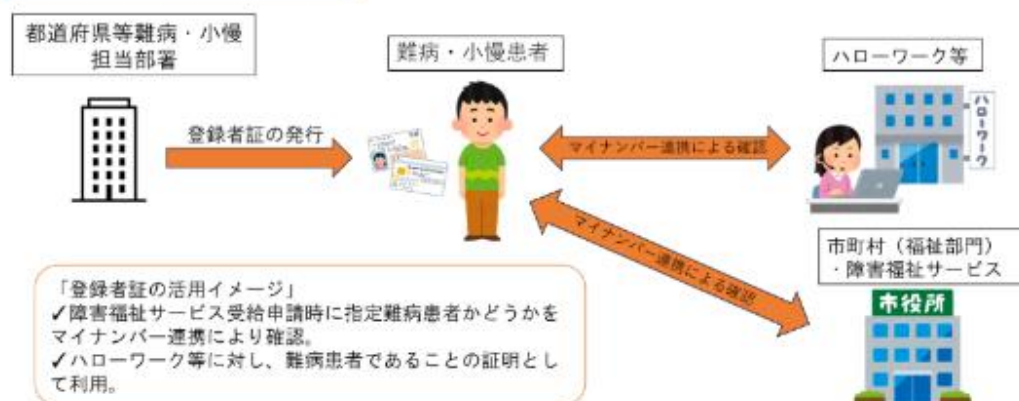 都道府県等難病・小慢
担当部署
難病・小慢患者
ハローワーク等
登録者証の発行
マイナンバー連携による確認
ハローワーク
マイナンバー連携による確認
市町村（福祉部門）
・障害福祉サービス
市役所
「登録者証の活用イメージ」
✓障害福祉サービス受給申請時に指定難病患者かどうかを
マイナンバー連携により確認。
✓ハローワーク等に対し、難病患者であることの証明とし
て利用。